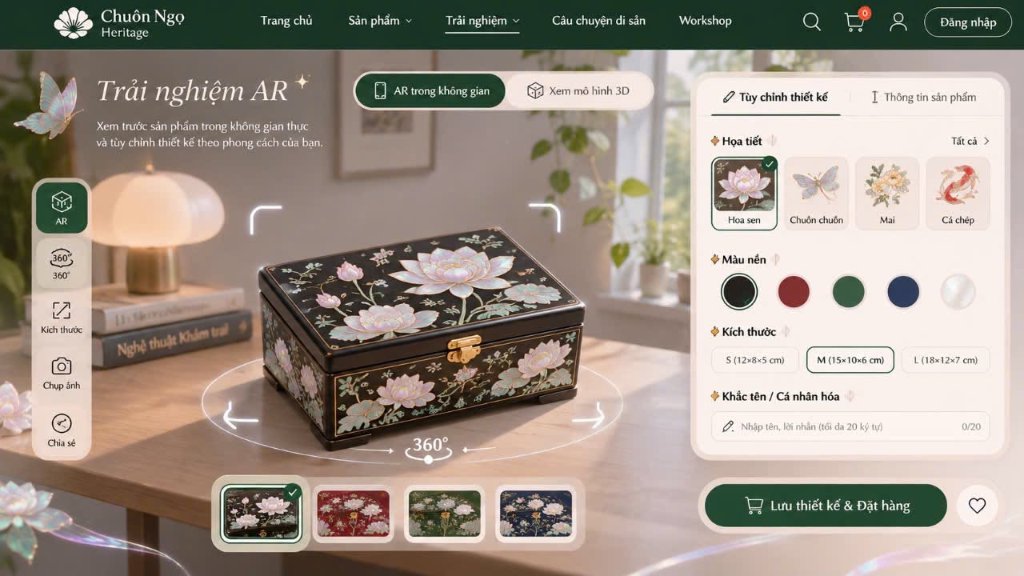 Chuôn Ngọ
Heritage
Trang chủ
Sản phẩm
Trải nghiệm
Câu chuyện di sản
Workshop
0
Đăng nhập
Trải nghiệm AR
Xem trước sản phẩm trong không gian thực
và tùy chỉnh thiết kế theo phong cách của bạn.
AR trong không gian
Xem mô hình 3D
AR
360°
360°
Kích thước
Chụp ảnh
Chia sẻ
Nghệ thuật Khảm trai
360°
Tùy chỉnh thiết kế
Thông tin sản phẩm
Họa tiết
Tất cả
Hoa sen
Chuồn chuồn
Mai
Cá chép
Màu nền
Kích thước
S (12×8×5 cm)
M (15×10×6 cm)
L (18×12×7 cm)
Khắc tên / Cá nhân hóa
Nhập tên, lời nhắn (tối đa 20 ký tự)
0/20
Lưu thiết kế & Đặt hàng